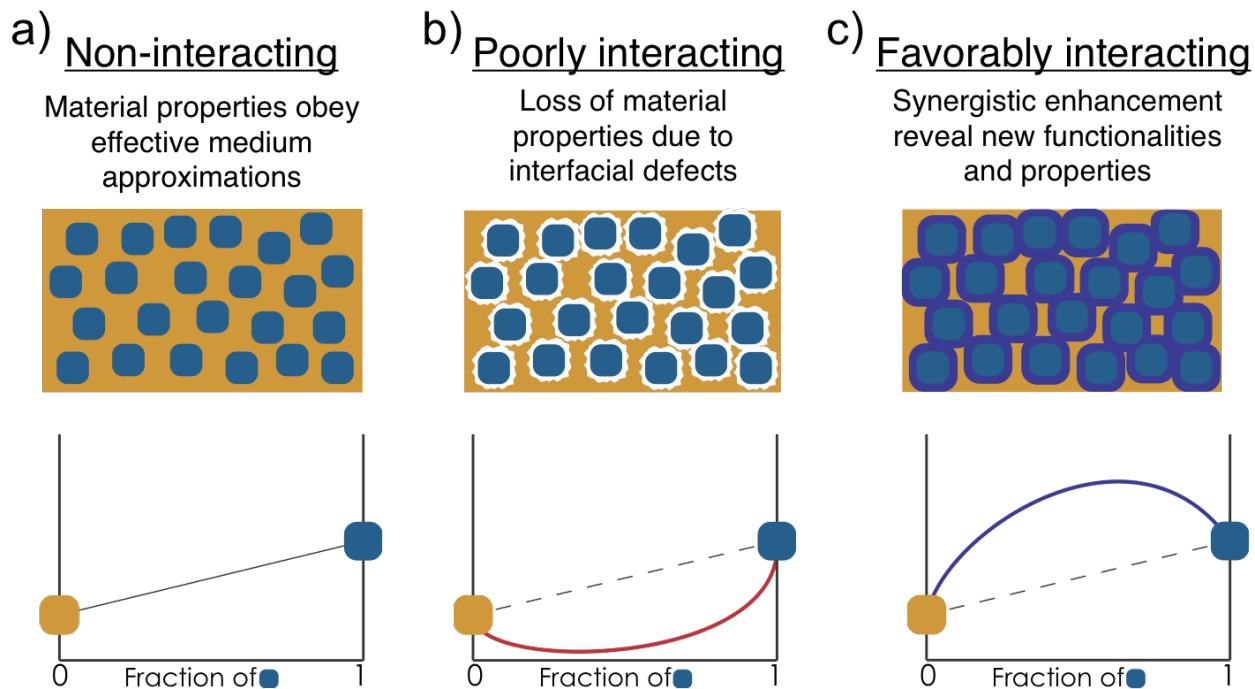 a)
Non-interacting
Material properties obey
effective medium
approximations
0
Fraction of
1
b)
Poorly interacting
Loss of material
properties due to
interfacial defects
0
Fraction of
1
c)
Favorably interacting
Synergistic enhancement
reveal new functionalities
and properties
0
Fraction of
1